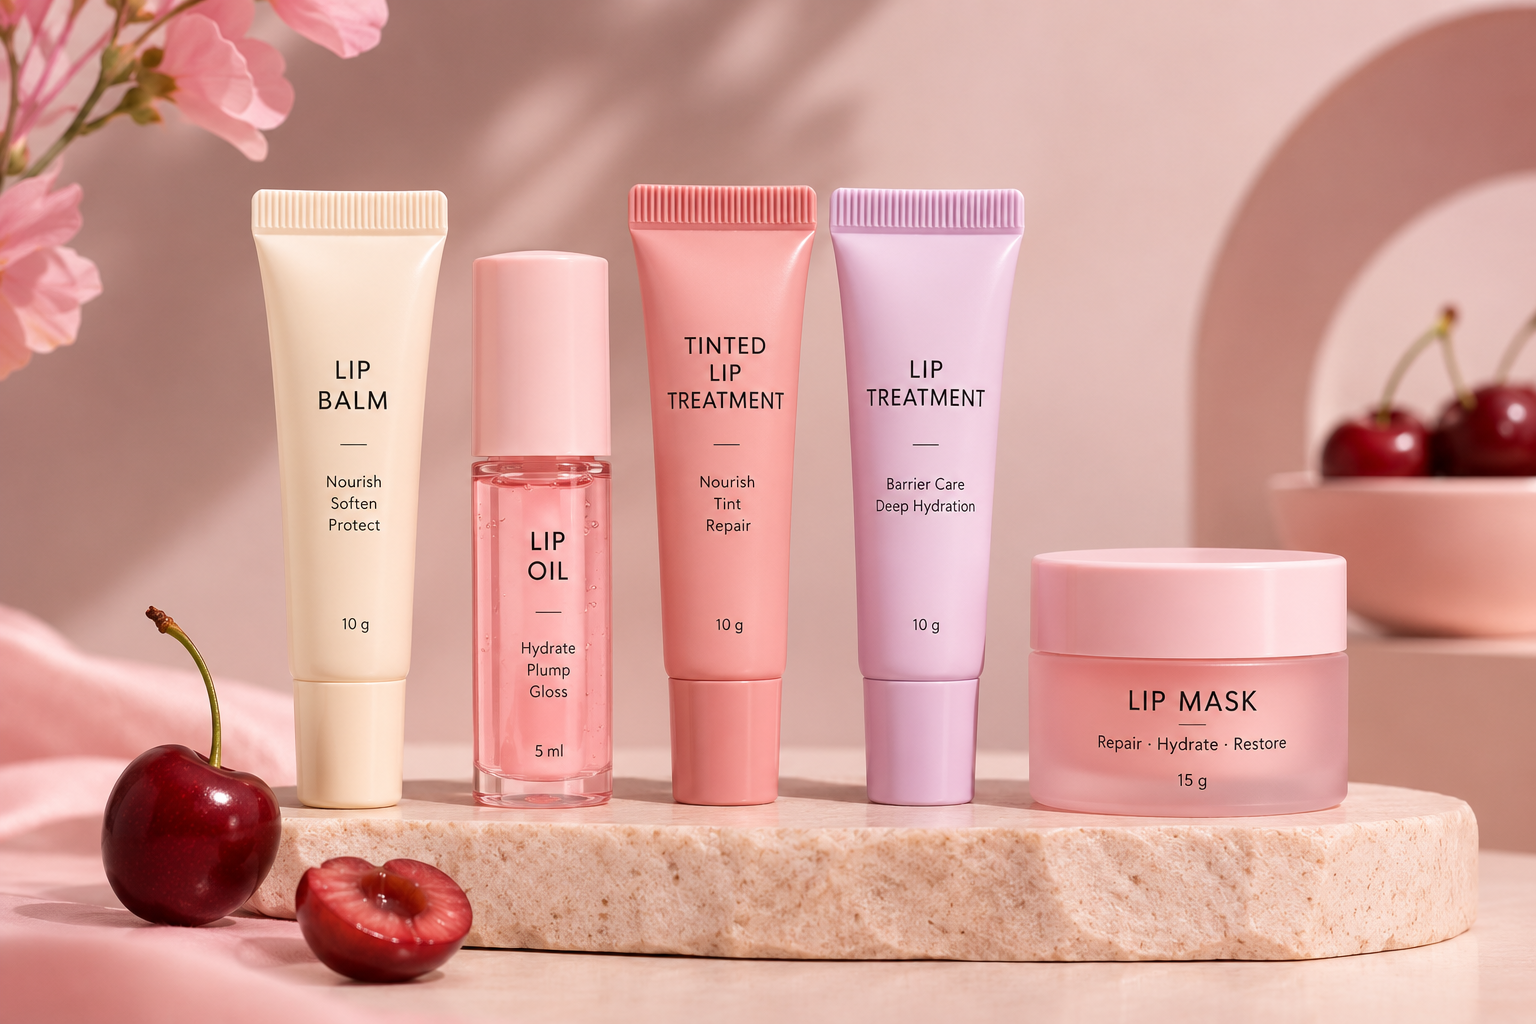 LIP
BALM
Nourish
Soften
Protect
10 g
LIP
OIL
Hydrate
Plump
Gloss
5 ml
TINTED
LIP
TREATMENT
Nourish
Tint
Repair
10 g
LIP
TREATMENT
Barrier Care
Deep Hydration
10 g
LIP MASK
Repair · Hydrate · Restore
15 g